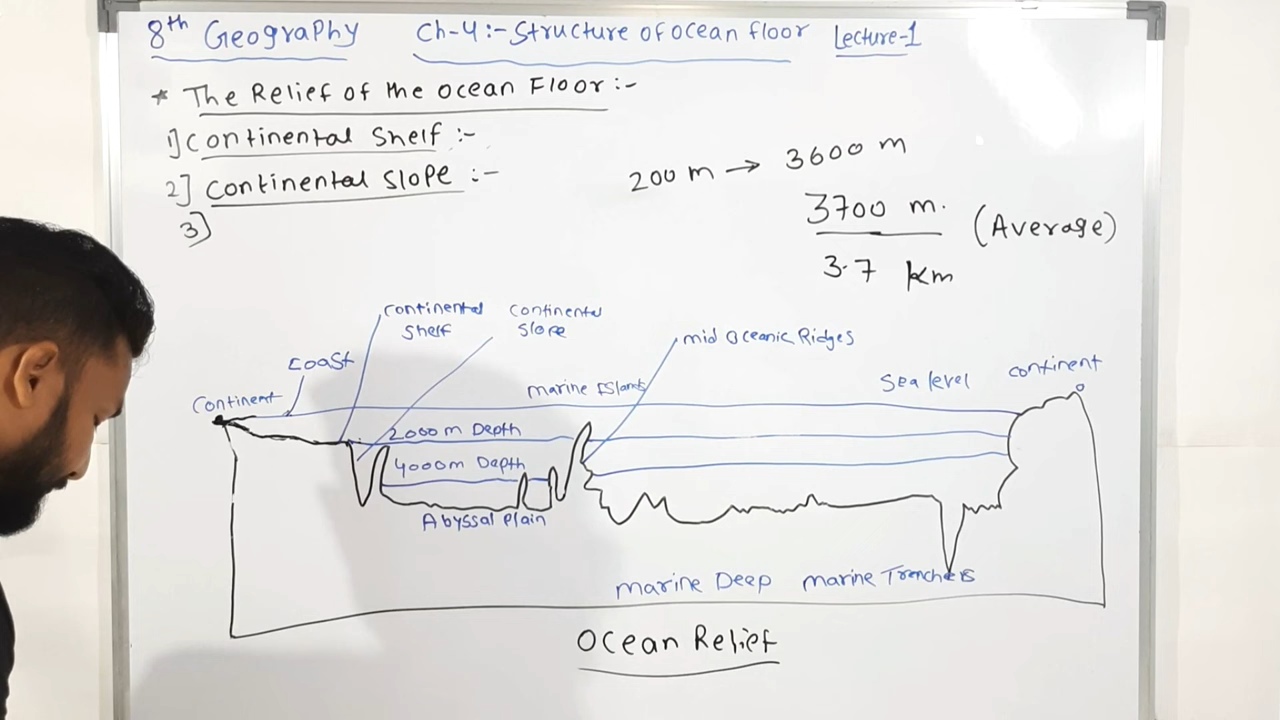 8th Geography Ch-4:- Structure of ocean floor Lecture-1
* The Relief of the Ocean Floor:-
1] Continental Shelf :-
2] Continental Slope :-
3]
200 m → 3600 m
3700 m. (Average)
3.7 km
Continental Shelf
Continental Slope
mid Oceanic Ridges
Coast
Continent
marine Islands
Sea level
continent
2000 m Depth
4000m Depth
Abyssal Plain
marine Deep marine Trenches
Ocean Relief